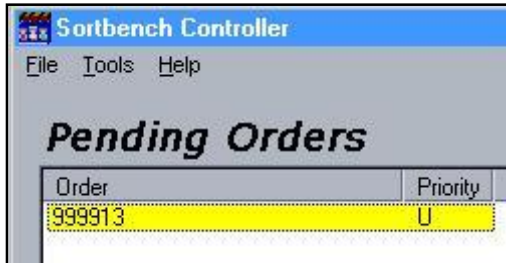 Sortbench Controller
File Tools Help
Pending Orders
Order Priority
999913 U